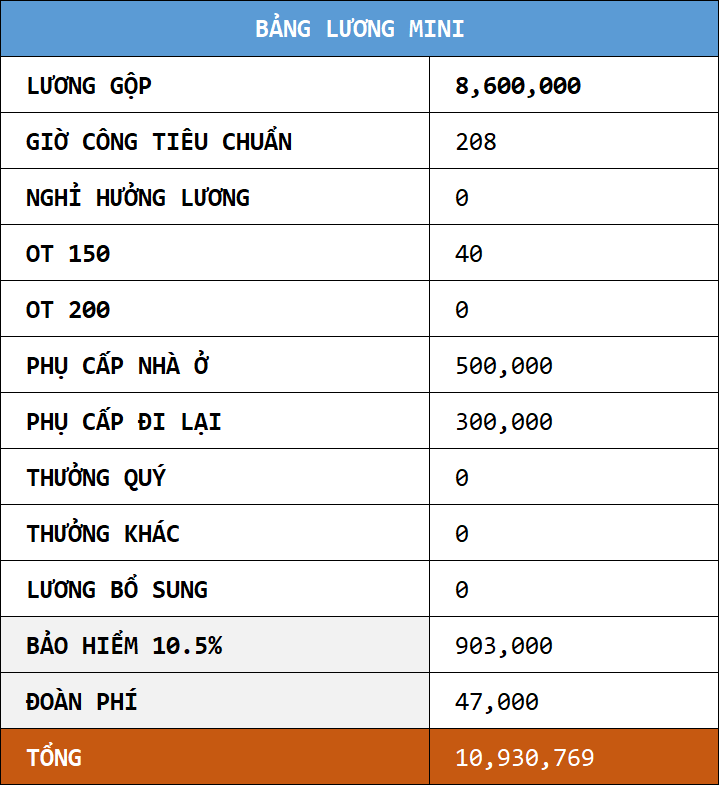 BẢNG LƯƠNG MINI
LƯƠNG GỘP 8,600,000
GIỜ CÔNG TIÊU CHUẨN 208
NGHỈ HƯỞNG LƯƠNG 0
OT 150 40
OT 200 0
PHỤ CẤP NHÀ Ở 500,000
PHỤ CẤP ĐI LẠI 300,000
THƯỞNG QUÝ 0
THƯỞNG KHÁC 0
LƯƠNG BỔ SUNG 0
BẢO HIỂM 10.5% 903,000
ĐOÀN PHÍ 47,000
TỔNG 10,930,769